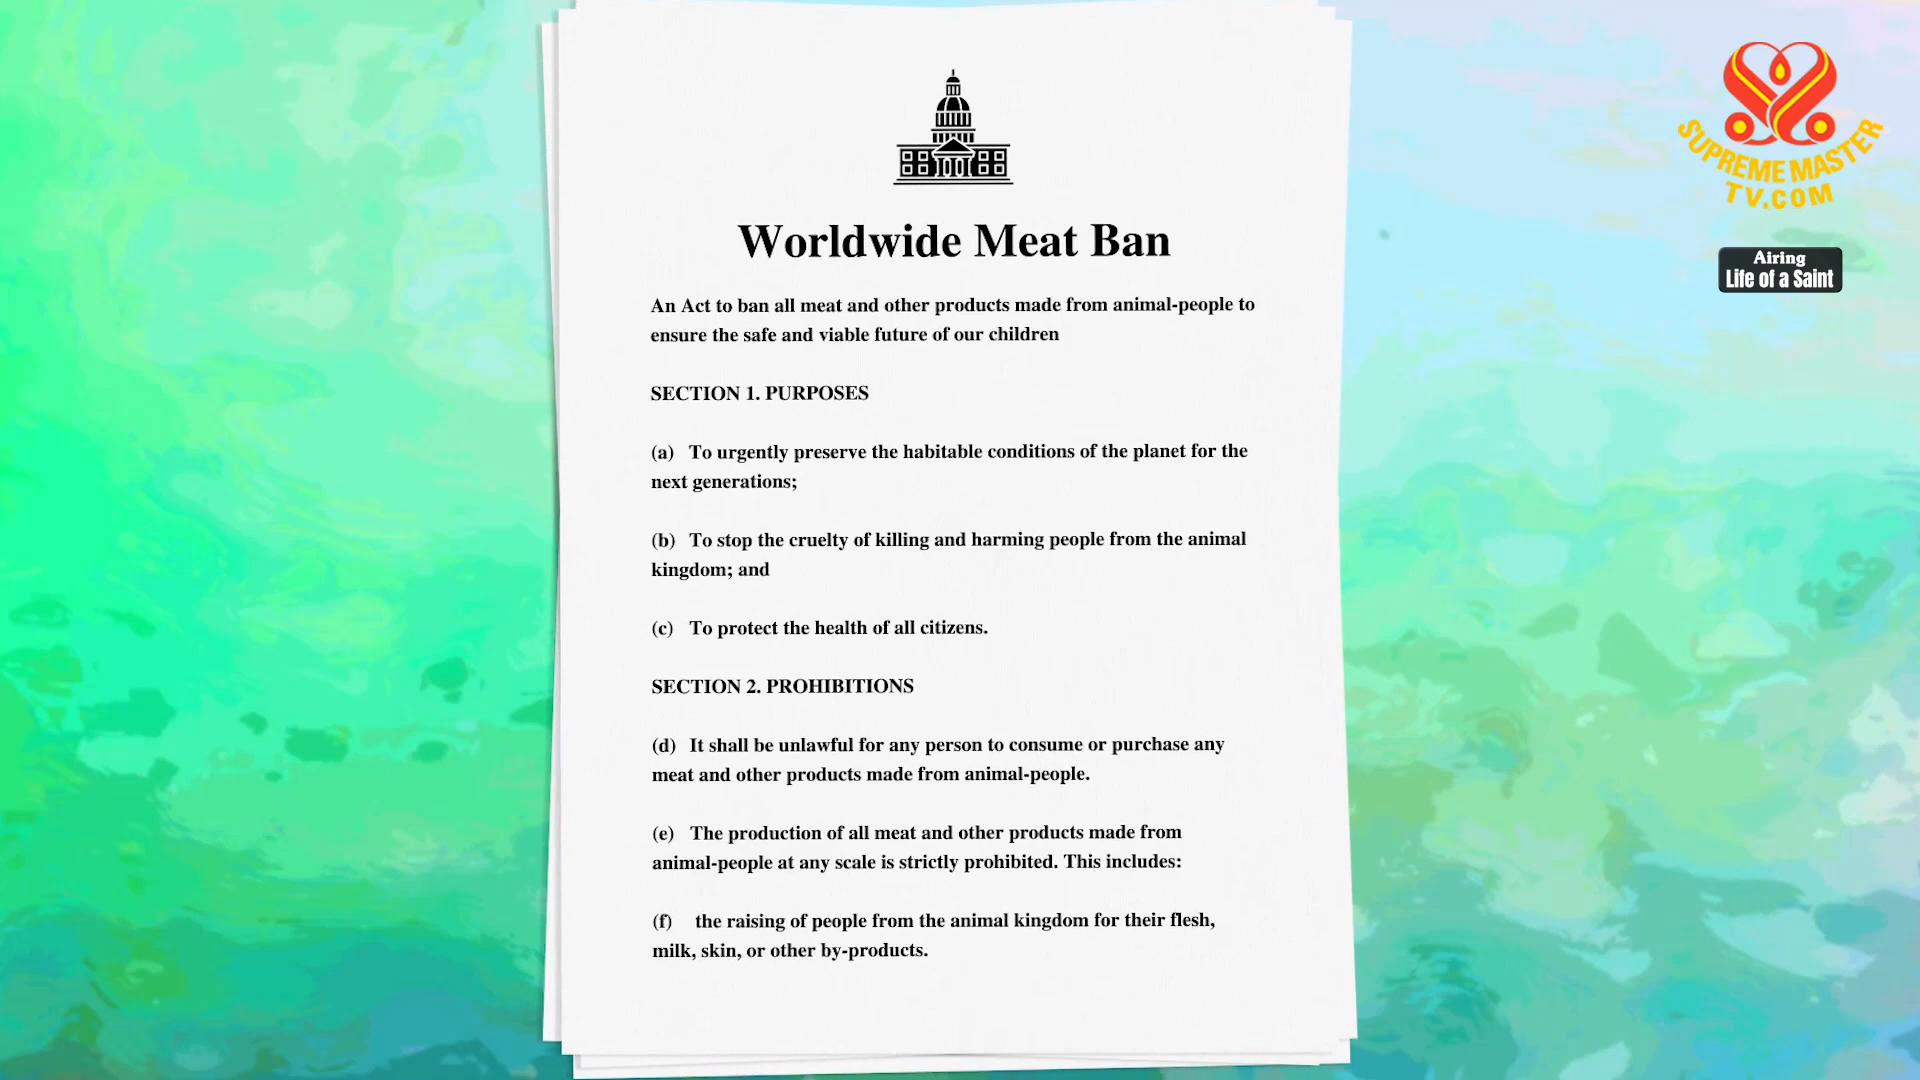 Worldwide Meat Ban
An Act to ban all meat and other products made from animal-people to
ensure the safe and viable future of our children
SECTION 1. PURPOSES
(a) To urgently preserve the habitable conditions of the planet for the
next generations;
(b) To stop the cruelty of killing and harming people from the animal
kingdom; and
(c) To protect the health of all citizens.
SECTION 2. PROHIBITIONS
(d) It shall be unlawful for any person to consume or purchase any
meat and other products made from animal-people.
(e) The production of all meat and other products made from
animal-people at any scale is strictly prohibited. This includes:
(f) the raising of people from the animal kingdom for their flesh,
milk, skin, or other by-products.
SUPREME MASTER
TV.COM
Airing
Life of a Saint